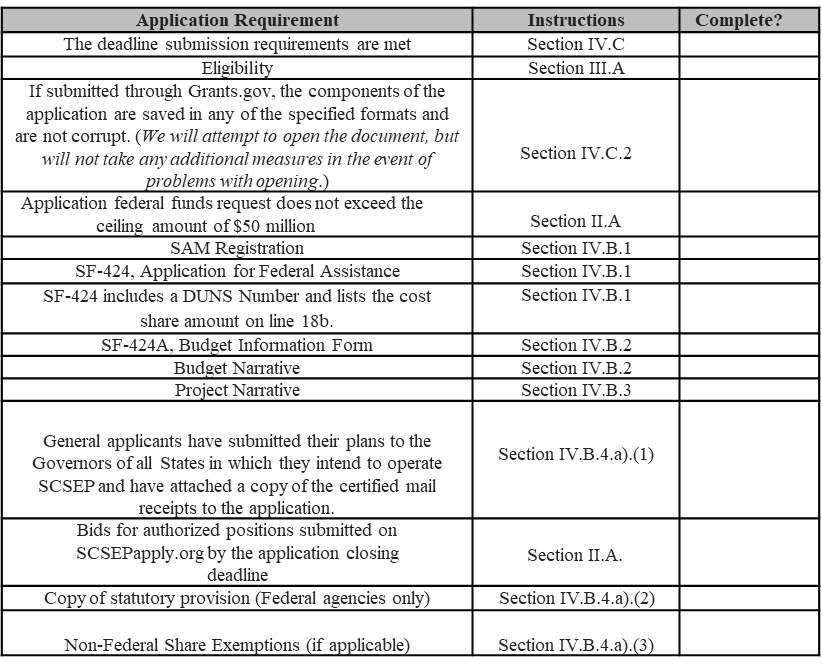 Application Requirement Instructions Complete?
The deadline submission requirements are met Section IV.C
Eligibility Section III.A
If submitted through Grants.gov, the components of the
application are saved in any of the specified formats and
are not corrupt. (We will attempt to open the document, but
will not take any additional measures in the event of
problems with opening.)
Section IV.C.2
Application federal funds request does not exceed the
ceiling amount of $50 million
Section II.A
SAM Registration Section IV.B.1
SF-424, Application for Federal Assistance Section IV.B.1
SF-424 includes a DUNS Number and lists the cost
share amount on line 18b.
Section IV.B.1
SF-424A, Budget Information Form Section IV.B.2
Budget Narrative Section IV.B.2
Project Narrative Section IV.B.3
General applicants have submitted their plans to the
Governors of all States in which they intend to operate
SCSEP and have attached a copy of the certified mail
receipts to the application.
Section IV.B.4.a).(1)
Bids for authorized positions submitted on
SCSEPapply.org by the application closing
deadline
Section II.A.
Copy of statutory provision (Federal agencies only) Section IV.B.4.a).(2)
Non-Federal Share Exemptions (if applicable) Section IV.B.4.a).(3)